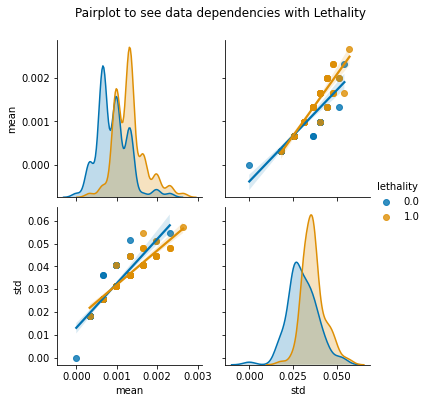 Pairplot to see data dependencies with Lethality
0.002
0.001
0.000
mean
lethality
0.0
1.0
0.06
0.05
0.04
0.03
0.02
0.01
0.00
std
0.000 0.001 0.002 0.003
0.000 0.025 0.050
mean std